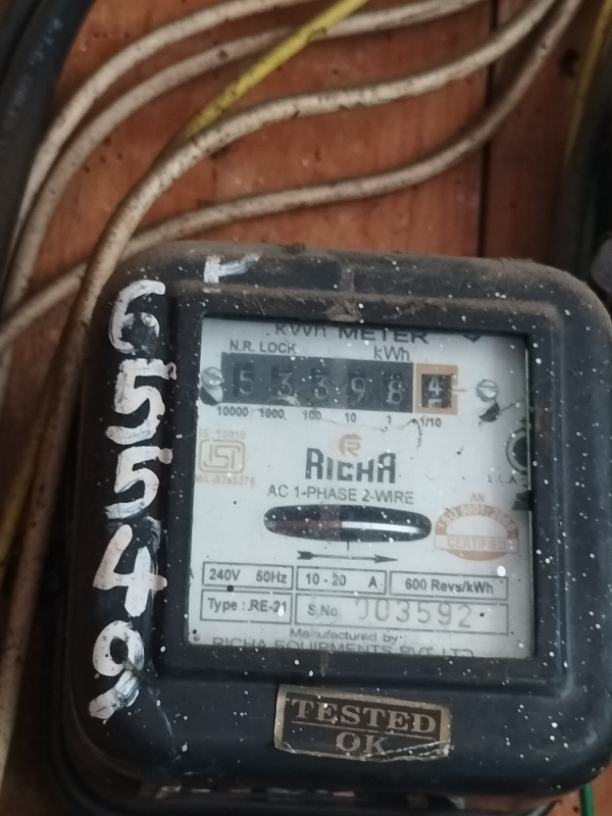 65549
kWh METER
N.R. LOCK kWh
5 3 3 9 8 4
10000 1000 100 10 1 1/10
RICHA
AC 1-PHASE 2-WIRE
CERTIFIED
240V 50Hz 10-20 A. 600 Revs/kWh
Type : RE-21 S.No. 003592
Manufactured by:
RICHA EQUIPMENTS PVT. LTD.
TESTED
OK